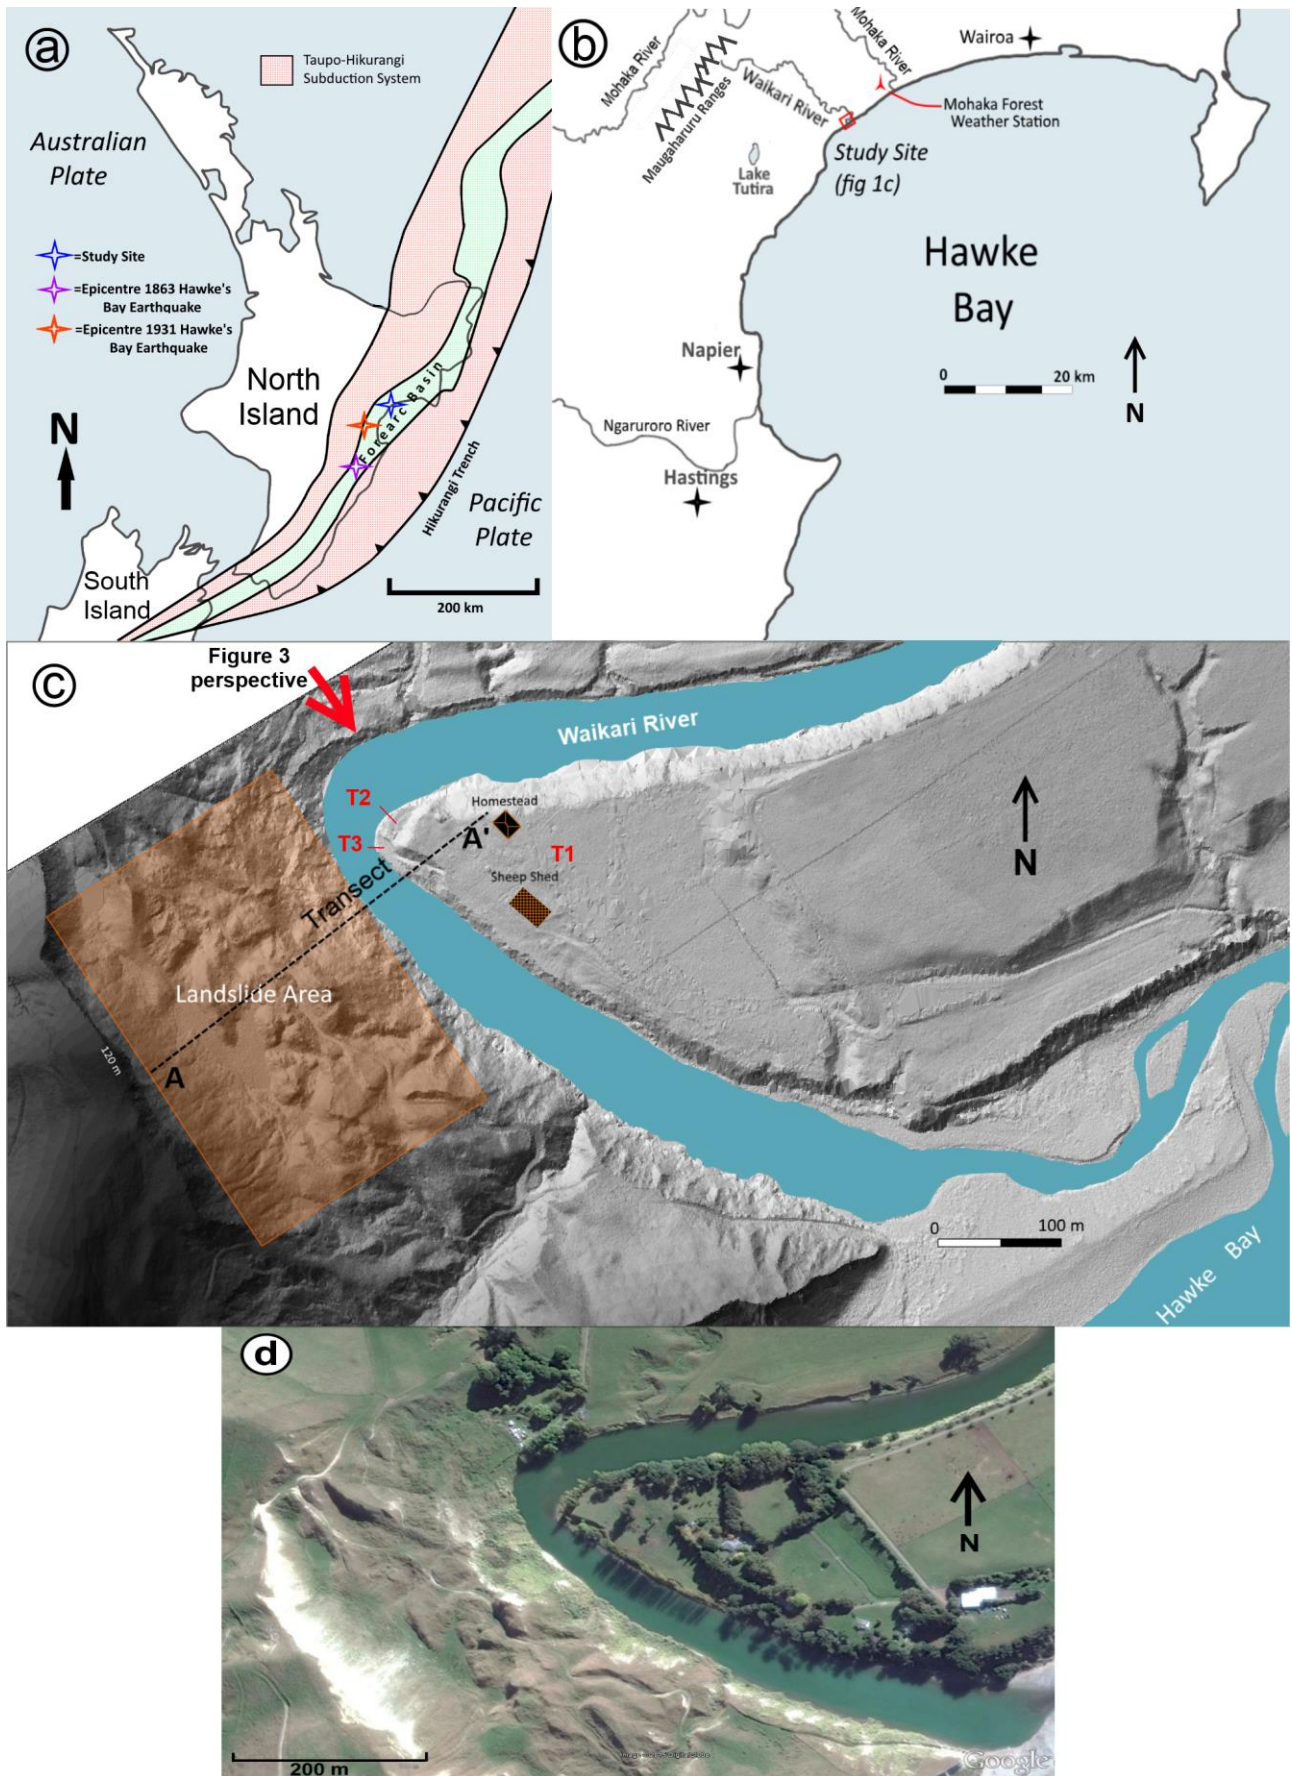 a
Taupo-Hikurangi
Subduction System
Australian
Plate
=Study Site
=Epicentre 1863 Hawke's
Bay Earthquake
=Epicentre 1931 Hawke's
Bay Earthquake
North
Island
N
Forearc Basin
Hikurangi Trench
Pacific
Plate
South
Island
200 km
b
Mohaka River
Maugaharuru Ranges
Waikari River
Mohaka River
Wairoa
Mohaka Forest
Weather Station
Study Site
(fig 1c)
Lake
Tutira
Hawke
Bay
Napier
0 20 km
N
Ngaruroro River
Hastings
c
Figure 3
perspective
Waikari River
T2
Homestead
T3
A'
T1
Sheep Shed
Transect
N
Landslide Area
A
120 m
0 100 m
Hawke Bay
d
N
200 m
Google